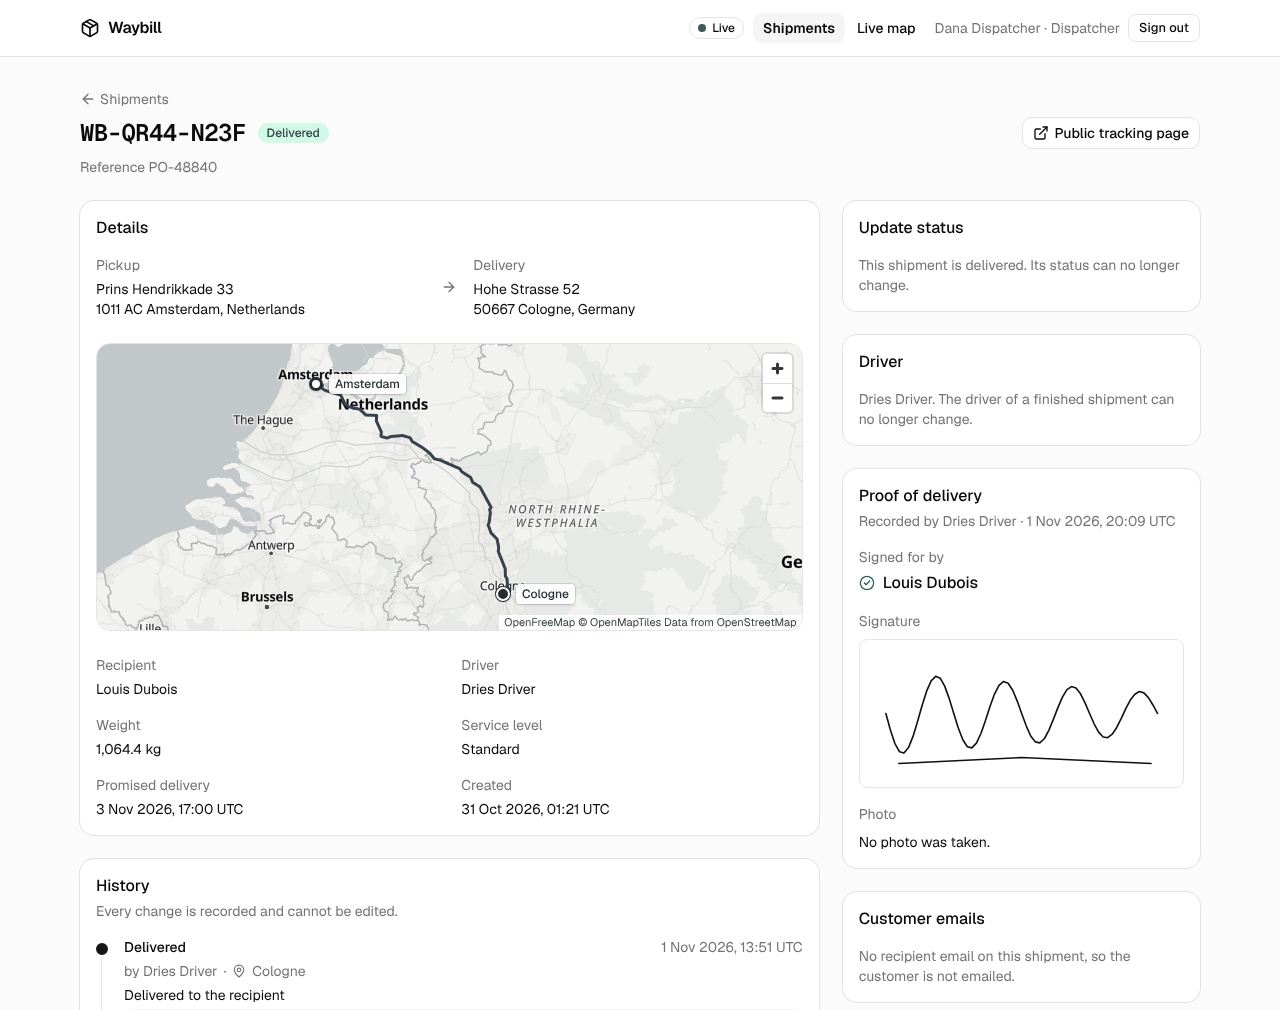 Waybill
Live
Shipments
Live map
Dana Dispatcher · Dispatcher
Sign out
Shipments
WB-QR44-N23F
Delivered
Public tracking page
Reference PO-48840
Details
Pickup
Prins Hendrikkade 33
1011 AC Amsterdam, Netherlands
Delivery
Hohe Strasse 52
50667 Cologne, Germany
Amsterdam
Amsterdam
Netherlands
The Hague
NORTH RHINE-
WESTPHALIA
Antwerp
Ge
Cologne
Cologne
Brussels
Lille
OpenFreeMap © OpenMapTiles Data from OpenStreetMap
Recipient
Louis Dubois
Driver
Dries Driver
Weight
1,064.4 kg
Service level
Standard
Promised delivery
3 Nov 2026, 17:00 UTC
Created
31 Oct 2026, 01:21 UTC
History
Every change is recorded and cannot be edited.
Delivered
1 Nov 2026, 13:51 UTC
by Dries Driver · Cologne
Delivered to the recipient
Update status
This shipment is delivered. Its status can no longer
change.
Driver
Dries Driver. The driver of a finished shipment can
no longer change.
Proof of delivery
Recorded by Dries Driver · 1 Nov 2026, 20:09 UTC
Signed for by
Louis Dubois
Signature
Photo
No photo was taken.
Customer emails
No recipient email on this shipment, so the
customer is not emailed.